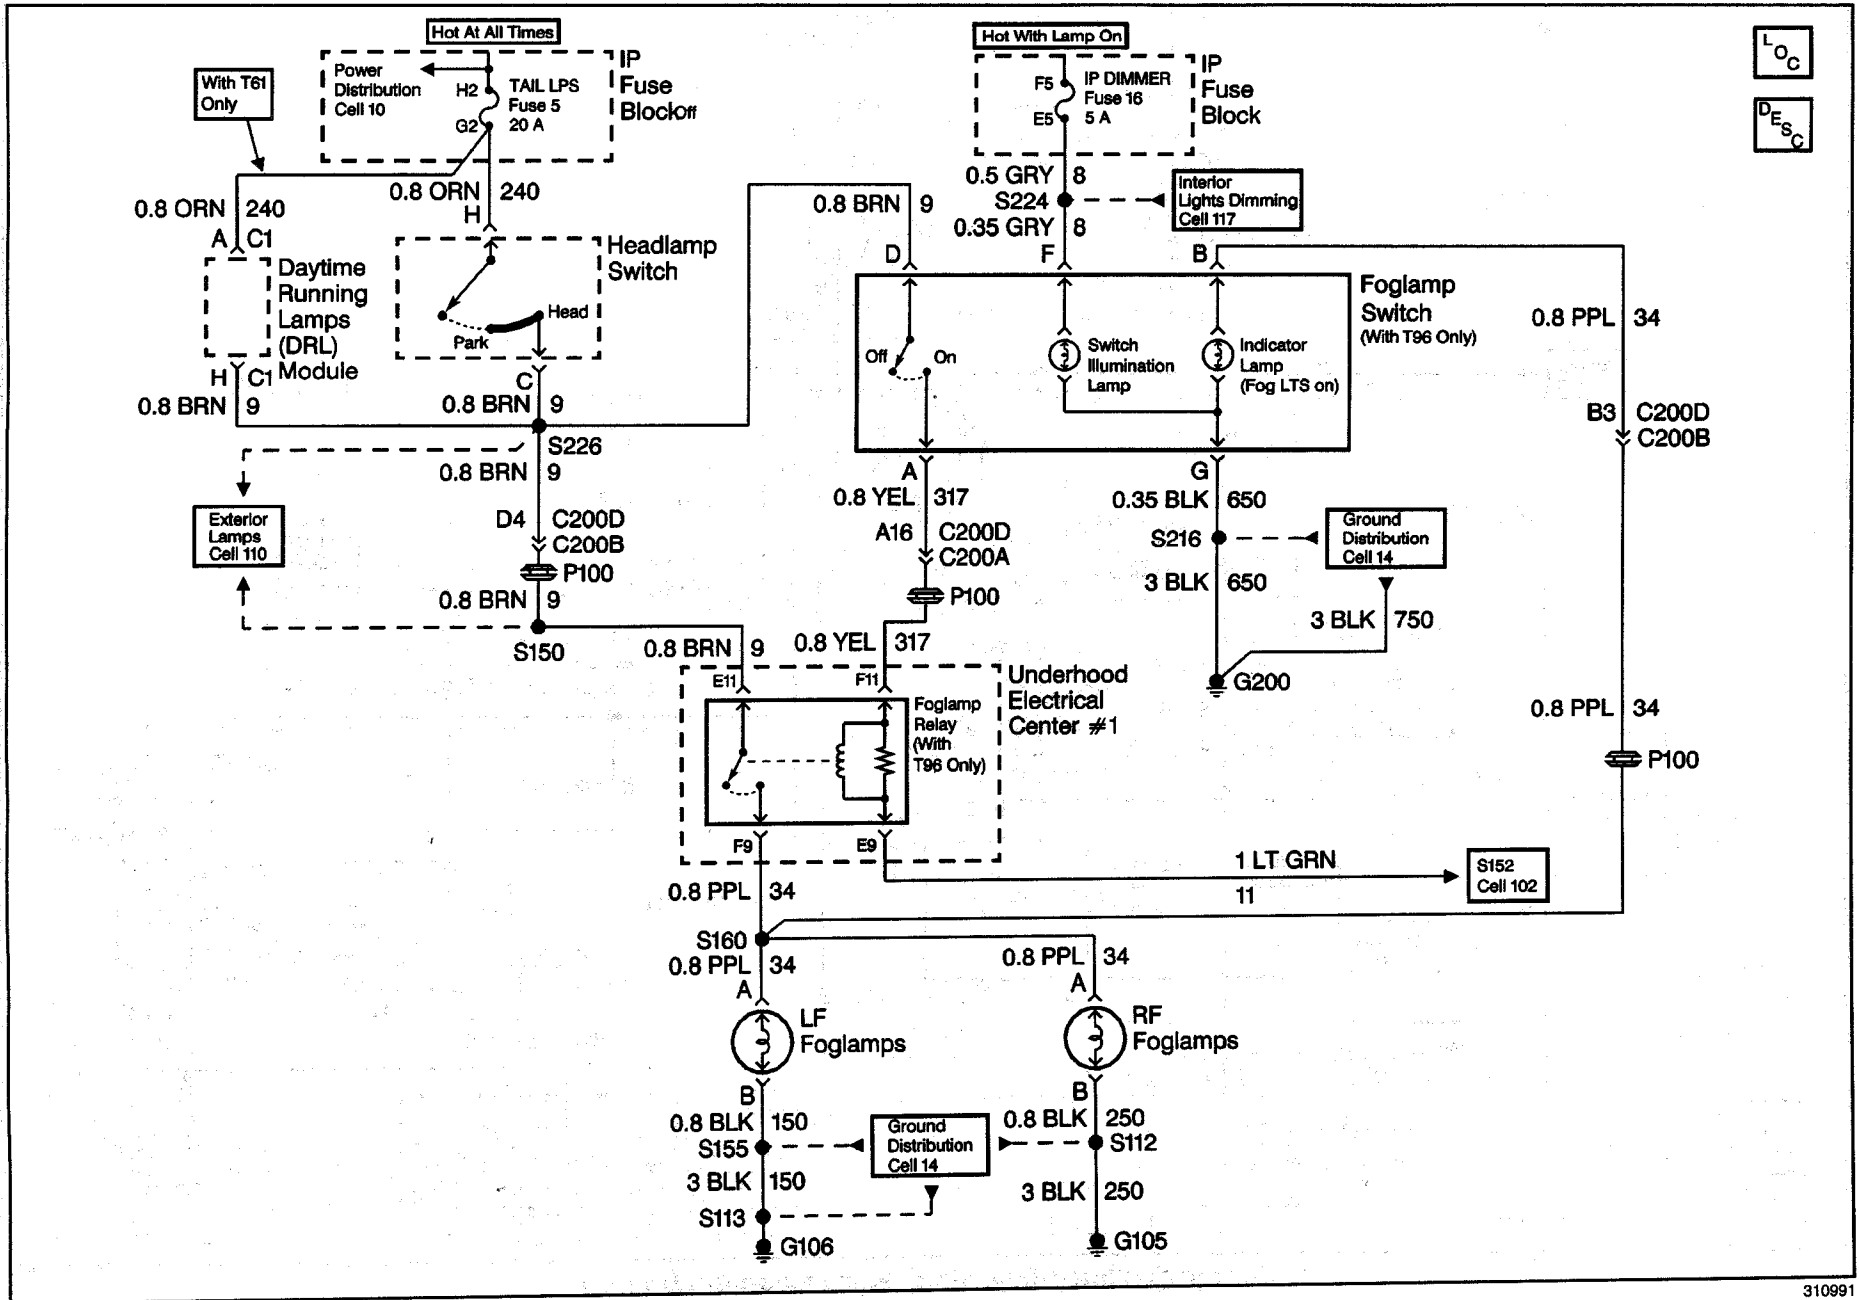 Hot At All Times
Hot With Lamp On
L O C
D E S C
With T61
Only
Power
Distribution
Cell 10
H2
G2
TAIL LPS
Fuse 5
20 A
IP
Fuse
Block
Off
F5
E5
IP DIMMER
Fuse 16
5 A
IP
Fuse
Block
0.8 ORN 240
A C1
0.8 ORN 240
H
0.8 BRN 9
D
0.5 GRY 8
S224
0.35 GRY 8
F
Interior
Lights Dimming
Cell 117
B
Daytime
Running
Lamps
(DRL)
Module
H C1
0.8 BRN 9
Headlamp
Switch
Head
Park
C
0.8 BRN 9
S226
0.8 BRN 9
Off
On
Switch
Illumination
Lamp
Indicator
Lamp
(Fog LTS on)
Foglamp
Switch
(With T96 Only)
0.8 PPL 34
B3 C200D
C200B
Exterior
Lamps
Cell 110
D4 C200D
C200B
P100
0.8 BRN 9
S150
A
0.8 YEL 317
A16 C200D
C200A
P100
G
0.35 BLK 650
S216
3 BLK 650
Ground
Distribution
Cell 14
3 BLK 750
G200
0.8 BRN 9
0.8 YEL 317
E11
F11
Foglamp
Relay
(With
T96 Only)
Underhood
Electrical
Center #1
0.8 PPL 34
P100
F9
E9
1 LT GRN
11
S152
Cell 102
0.8 PPL 34
S160
0.8 PPL 34
A
LF
Foglamps
0.8 PPL 34
A
RF
Foglamps
B
0.8 BLK 150
S155
3 BLK 150
S113
G106
Ground
Distribution
Cell 14
B
0.8 BLK 250
S112
3 BLK 250
G105
310991